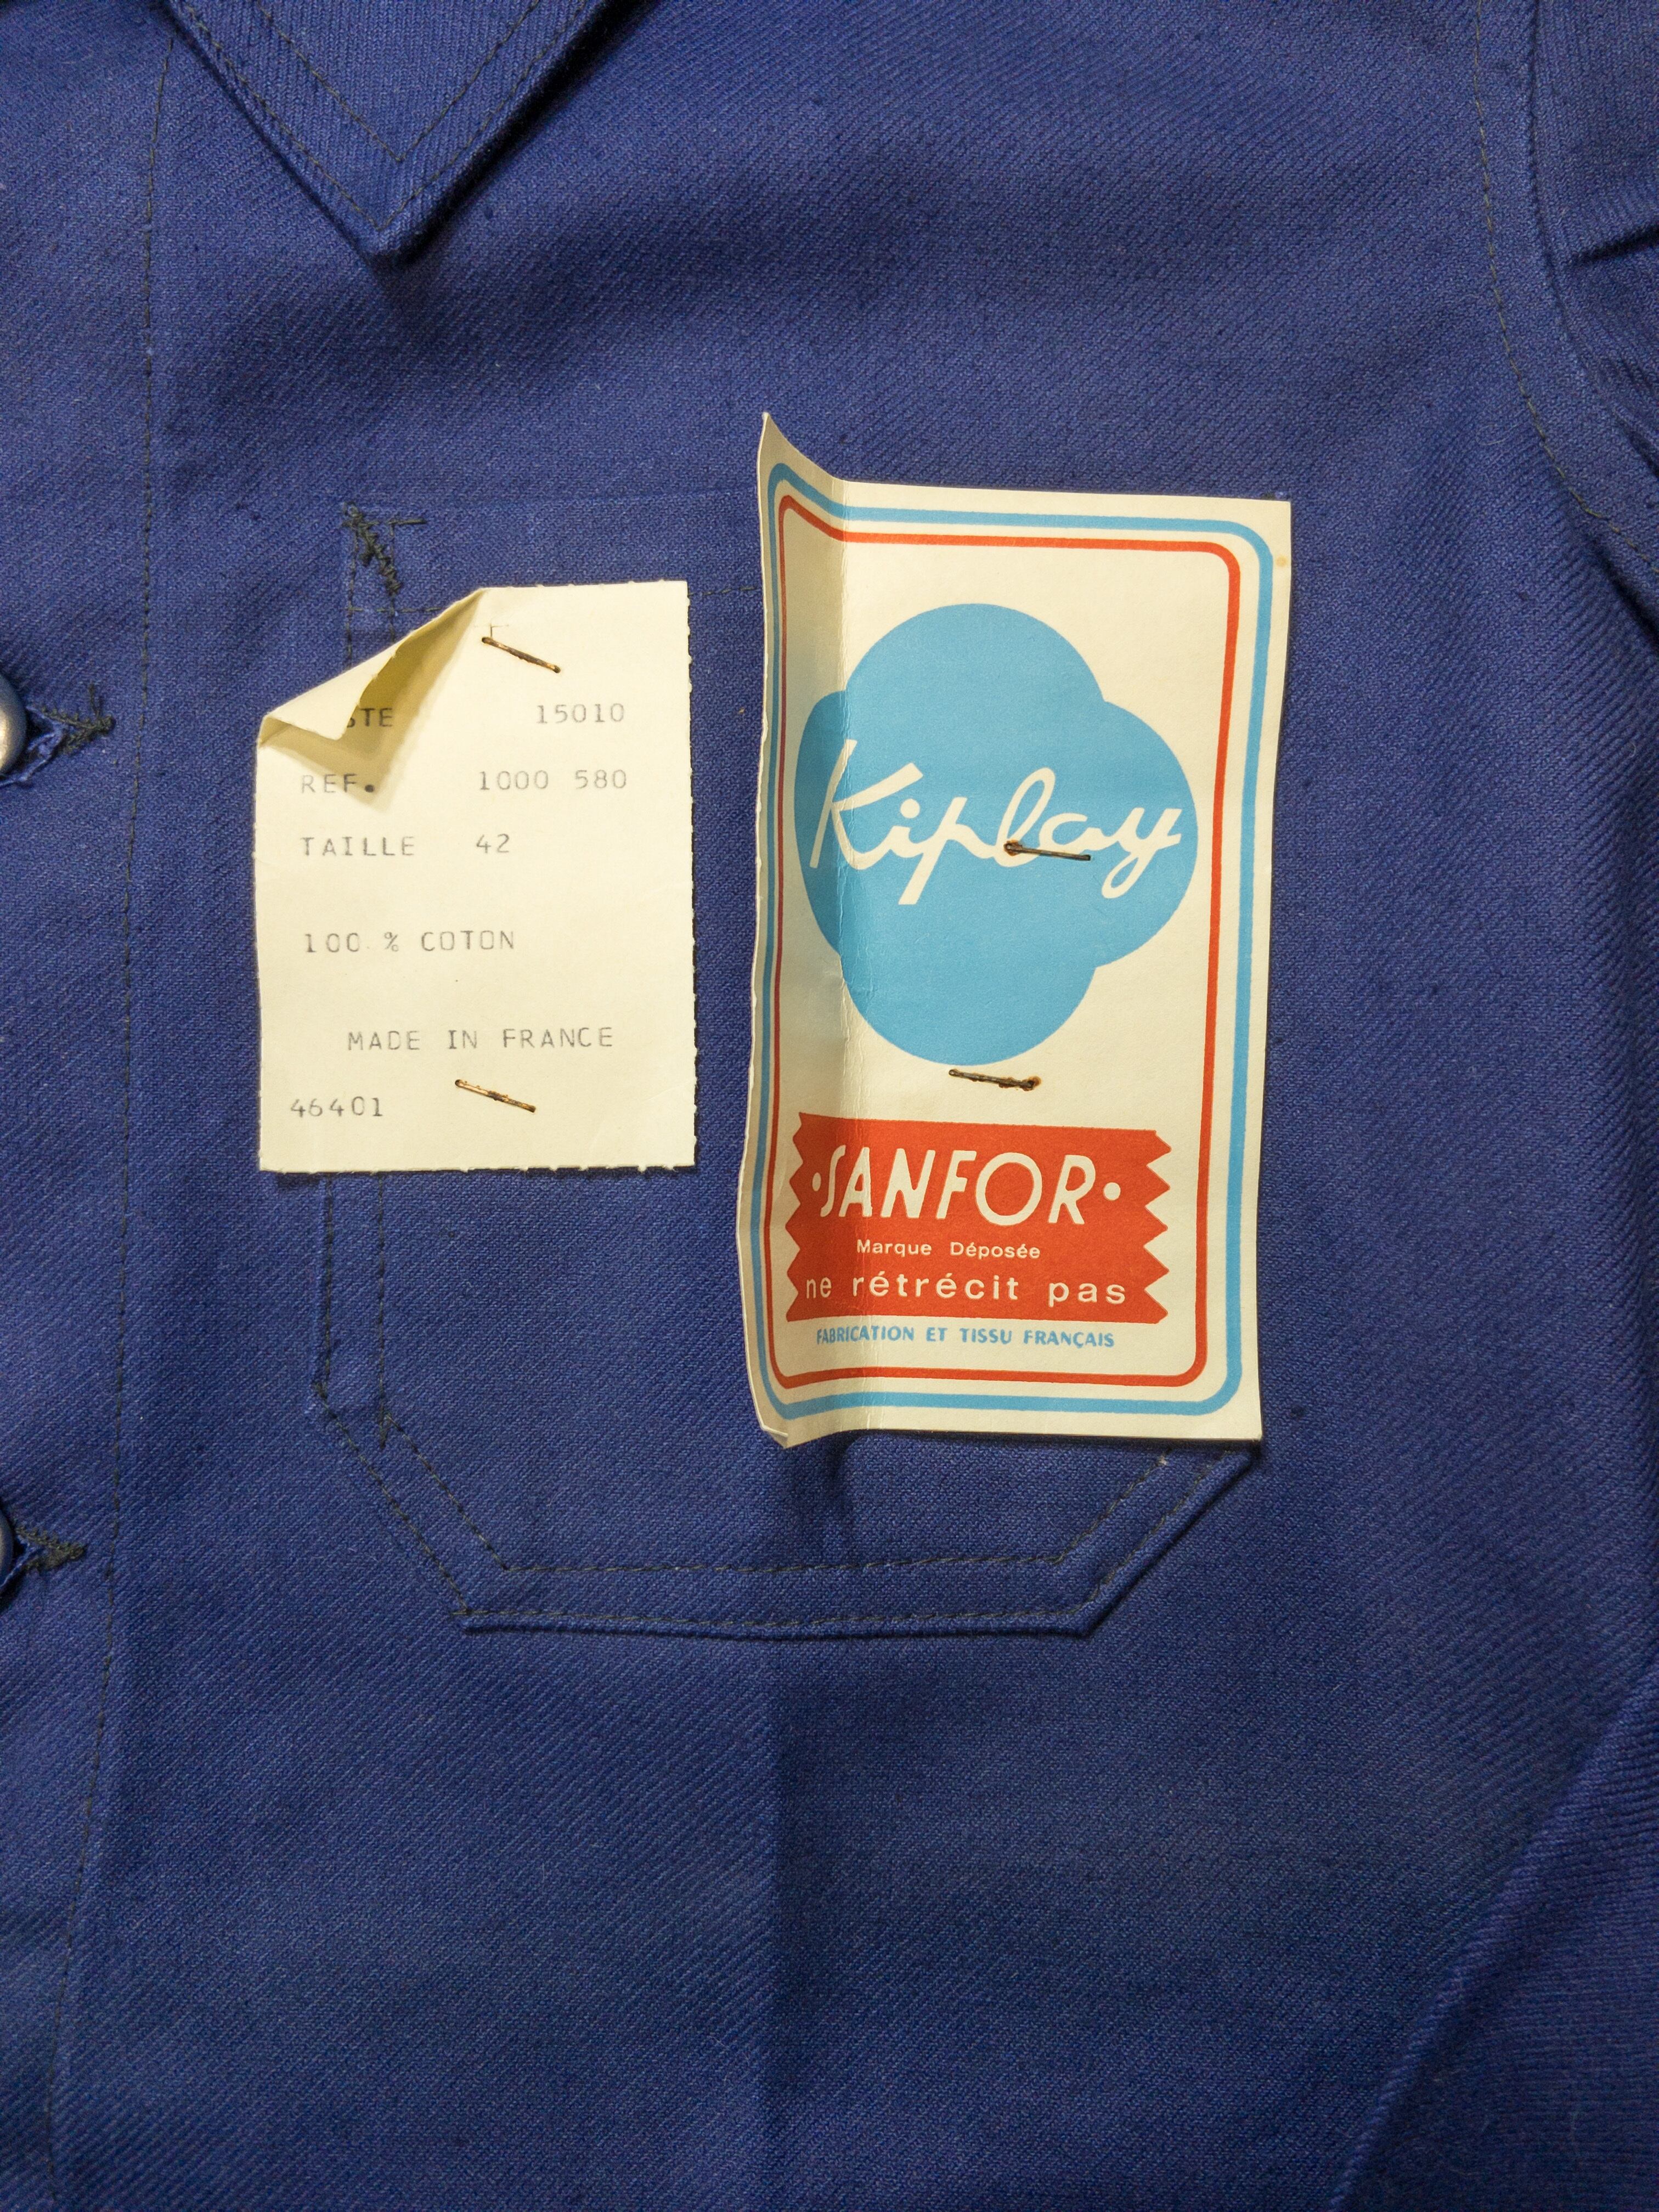 15010
REF. 1000 580
TAILLE 42
100 % COTON
MADE IN FRANCE
46401
Kiplay
·SANFOR·
Marque Déposée
ne rétrécit pas
FABRICATION ET TISSU FRANÇAIS